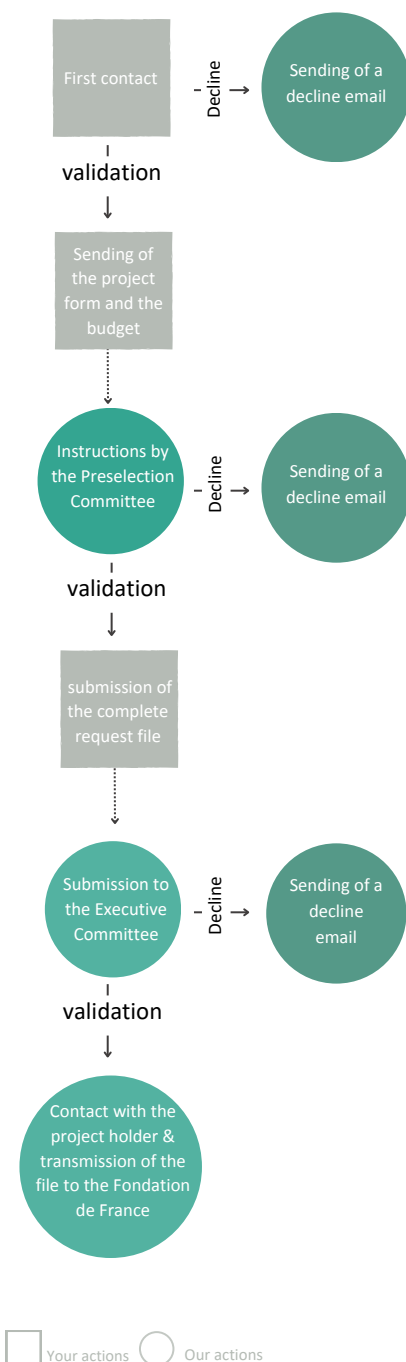 First contact
Decline
Sending of a
decline email
validation
Sending of
the project
form and the
budget
Instructions by
the Preselection
Committee
Decline
Sending of a
decline email
validation
submission of
the complete
request file
Submission to
the Executive
Committee
Decline
Sending of a
decline
email
validation
Contact with the
project holder &
transmission of the
file to the Fondation
de France
Your actions
Our actions